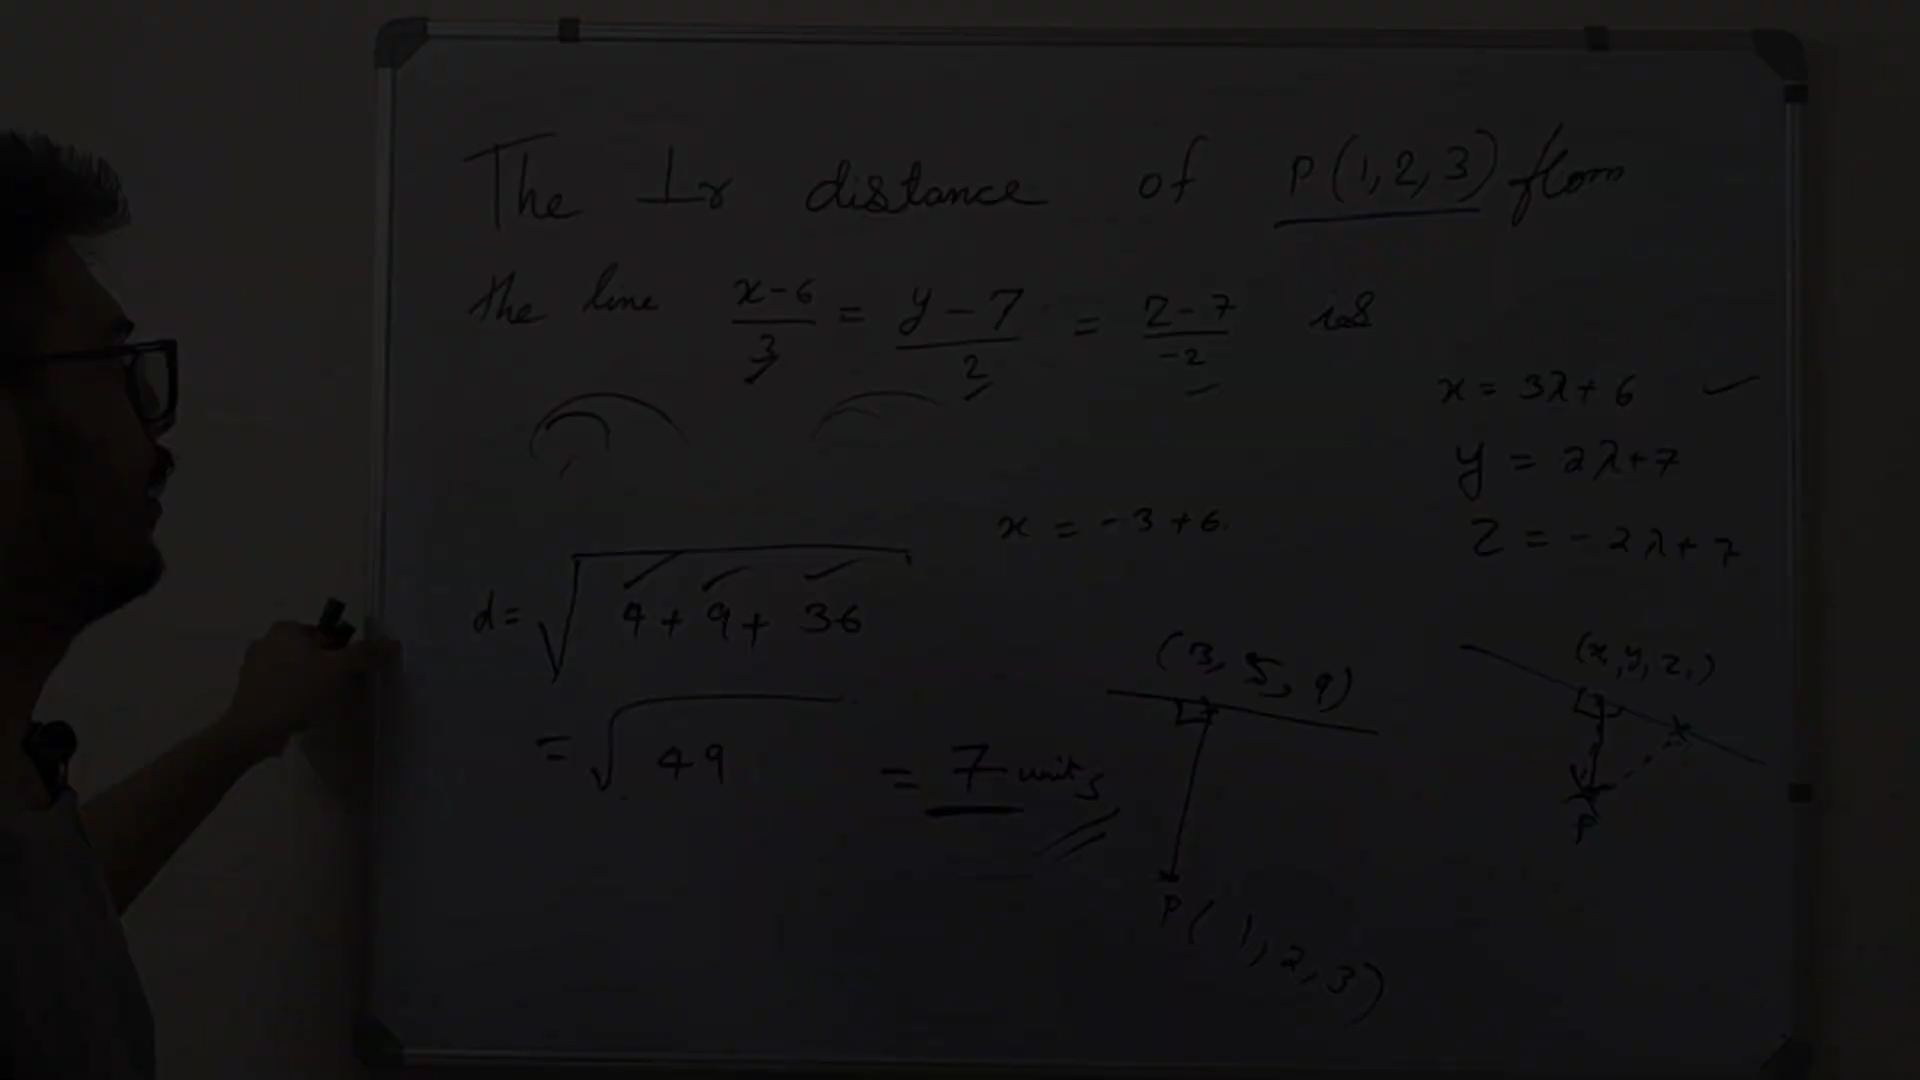 The ⊥r distance of P(1,2,3) from
the line x-6/3 = y-7/2 = z-7/-2 is
x = 3λ+6
y = 2λ+7
z = -2λ+7
x = -3+6
d = √4+9+36
= √49 = 7 units
(3, 5, 9)
P(1,2,3)
(x,y,z,)
P